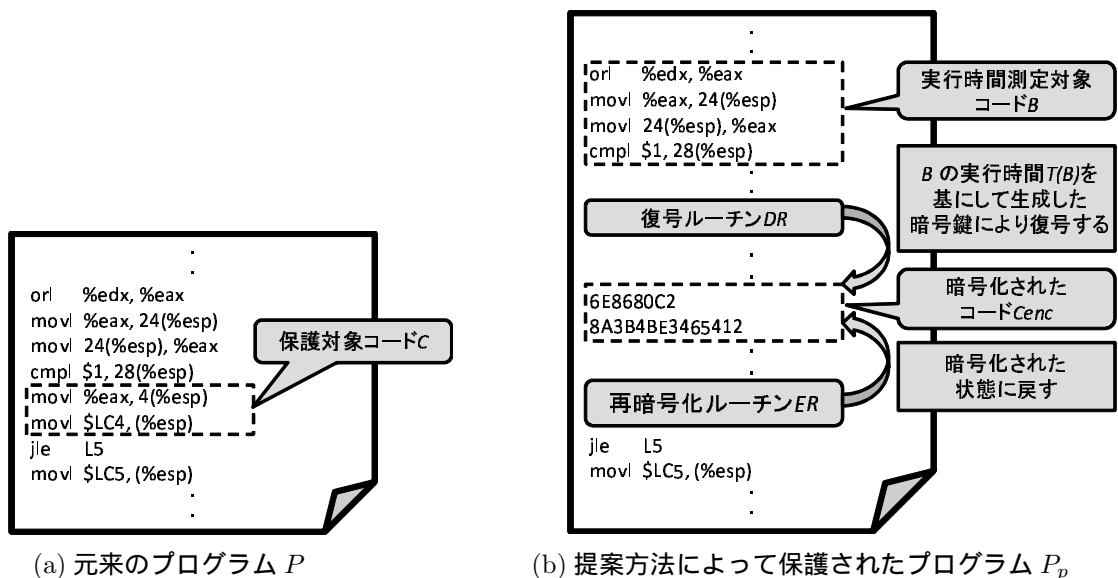 orl %edx, %eax
movl %eax, 24(%esp)
movl 24(%esp), %eax
cmpl $1, 28(%esp)
movl %eax, 4(%esp)
movl $LC4, (%esp)
jle L5
movl $LC5, (%esp)
保護対象コードC
(a) 元来のプログラム P
orl %edx, %eax
movl %eax, 24(%esp)
movl 24(%esp), %eax
cmpl $1, 28(%esp)
実行時間測定対象
コードB
B の実行時間T(B)を
基にして生成した
暗号鍵により復号する
復号ルーチンDR
6E8680C2
8A3B4BE3465412
暗号化された
コードCenc
再暗号化ルーチンER
暗号化された
状態に戻す
jle L5
movl $LC5, (%esp)
(b) 提案方法によって保護されたプログラム Pp